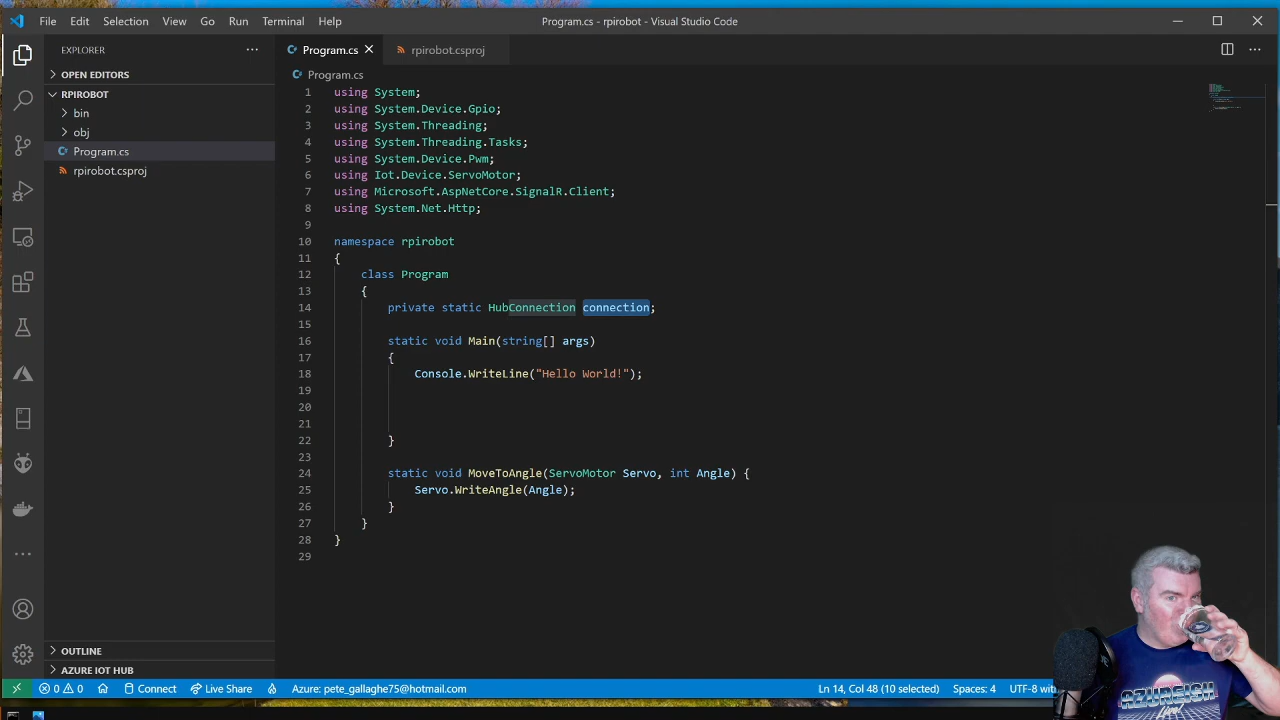 File Edit Selection View Go Run Terminal Help
Program.cs - rpirobot - Visual Studio Code
EXPLORER
OPEN EDITORS
RPIROBOT
bin
obj
Program.cs
rpirobot.csproj
OUTLINE
AZURE IOT HUB
Program.cs
rpirobot.csproj
Program.cs
1 using System;
2 using System.Device.Gpio;
3 using System.Threading;
4 using System.Threading.Tasks;
5 using System.Device.Pwm;
6 using Iot.Device.ServoMotor;
7 using Microsoft.AspNetCore.SignalR.Client;
8 using System.Net.Http;
9
10 namespace rpirobot
11 {
12 class Program
13 {
14 private static HubConnection connection;
15
16 static void Main(string[] args)
17 {
18 Console.WriteLine("Hello World!");
19
20
21
22 }
23
24 static void MoveToAngle(ServoMotor Servo, int Angle) {
25 Servo.WriteAngle(Angle);
26 }
27 }
28 }
29
AZUREISH
Live
0 0 Connect Live Share Azure: pete_gallaghe75@hotmail.com Ln 14, Col 48 (10 selected) Spaces: 4 UTF-8 wit